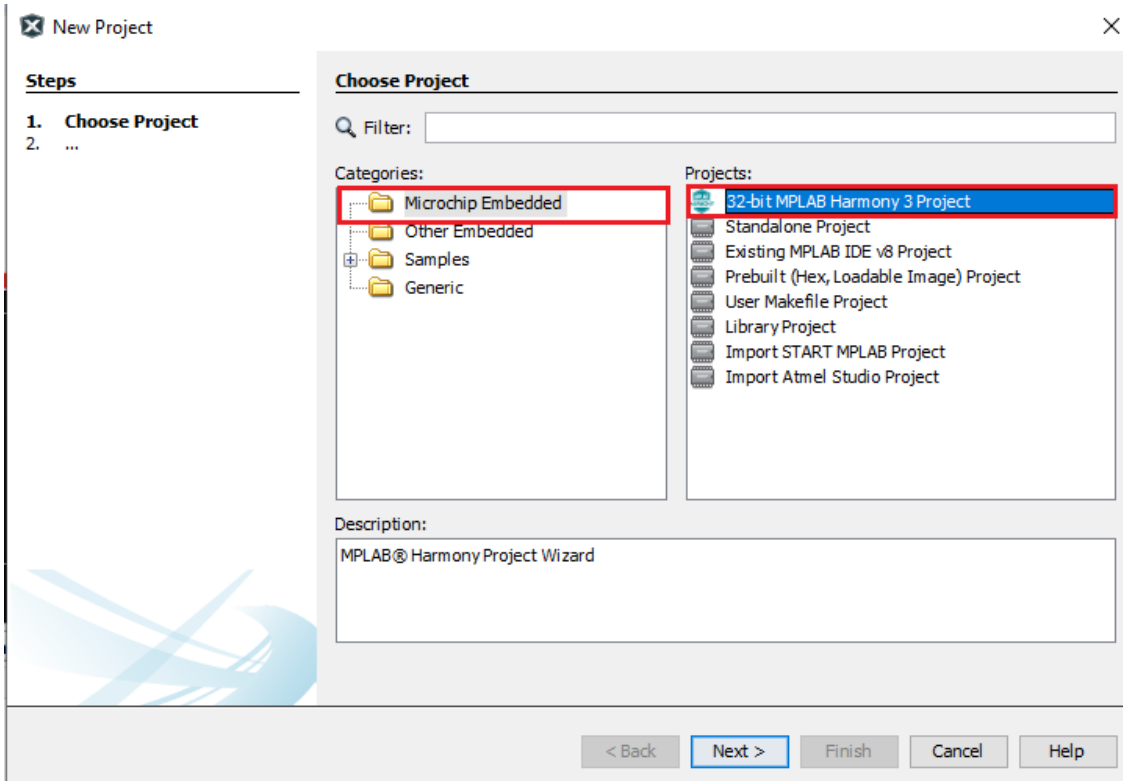 New Project
Steps
1. Choose Project
2. ...
Choose Project
Filter:
Categories:
Microchip Embedded
Other Embedded
Samples
Generic
Projects:
32-bit MPLAB Harmony 3 Project
Standalone Project
Existing MPLAB IDE v8 Project
Prebuilt (Hex, Loadable Image) Project
User Makefile Project
Library Project
Import START MPLAB Project
Import Atmel Studio Project
Description:
MPLAB® Harmony Project Wizard
< Back Next > Finish Cancel Help